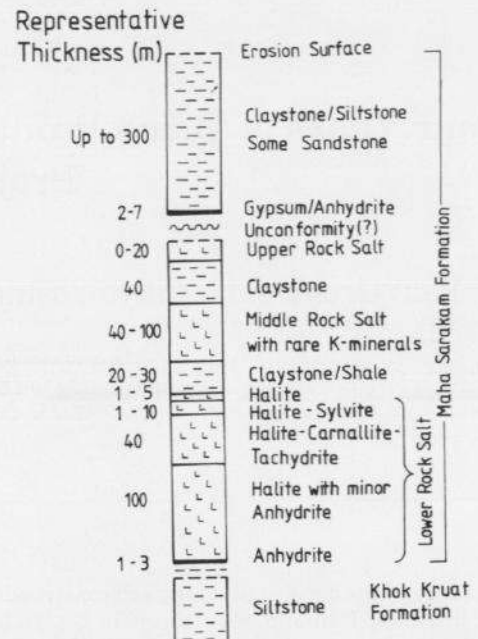 Representative
Thickness (m)
Erosion Surface
Up to 300
Claystone/Siltstone
Some Sandstone
2-7
Gypsum/Anhydrite
Unconformity(?)
0-20
Upper Rock Salt
40
Claystone
40-100
Middle Rock Salt
with rare K-minerals
20-30
Claystone/Shale
1-5
Halite
1-10
Halite-Sylvite
40
Halite-Carnallite-
Tachydrite
100
Halite with minor
Anhydrite
1-3
Anhydrite
Siltstone
Khok Kruat
Formation
Lower Rock Salt
Maha Sarakam Formation